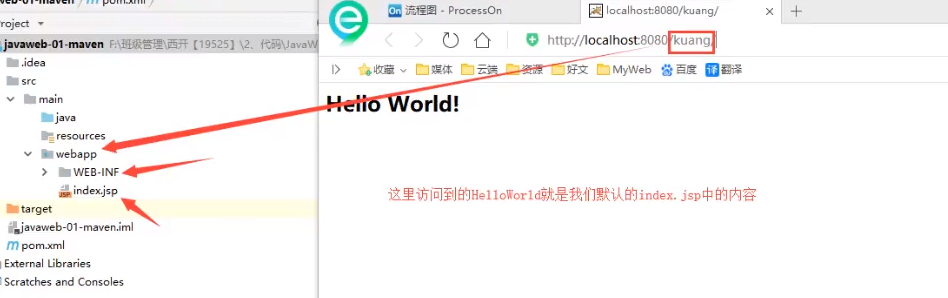 web-01-maven / m pom.xml
Project
javaweb-01-maven F:\班级管理\西开【19525】\2、代码\JavaW
.idea
src
main
java
resources
webapp
WEB-INF
JSP index.jsp
target
javaweb-01-maven.iml
m pom.xml
External Libraries
Scratches and Consoles
On 流程图 - ProcessOn
localhost:8080/kuang/
http://localhost:8080/kuang/
收藏
媒体
云端
资源
好文
MyWeb
百度
译 翻译
Hello World!
这里访问到的HelloWorld就是我们默认的index.jsp中的内容